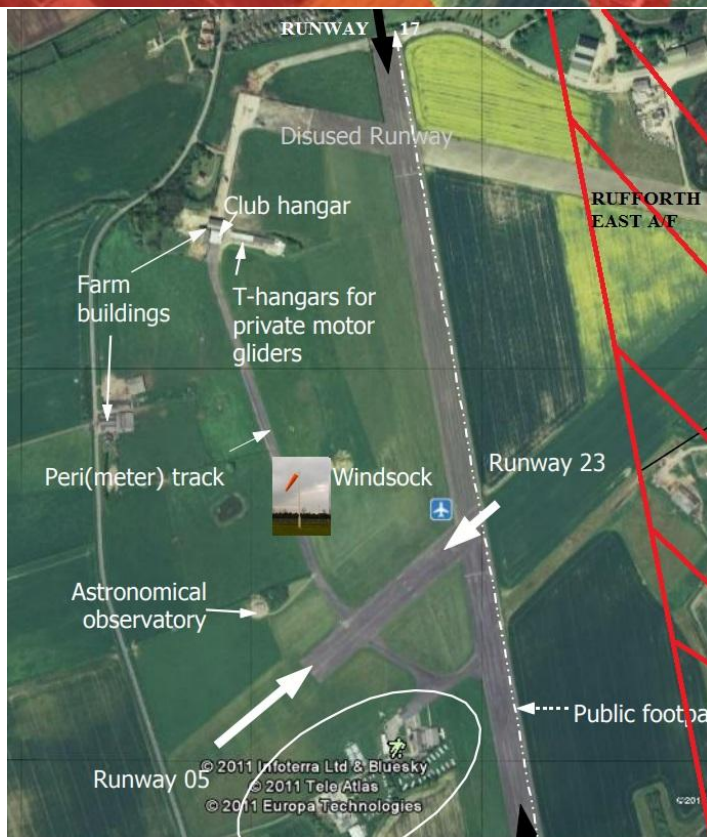 RUNWAY 17
Disused Runway
RUFFORTH
EAST A/F
Club hangar
Farm
buildings
T-hangars for
private motor
gliders
Peri(meter) track
Windsock
Runway 23
Astronomical
observatory
Public footpa
Runway 05
© 2011 Infoterra Ltd & Bluesky
© 2011 Tele Atlas
© 2011 Europa Technologies
©201